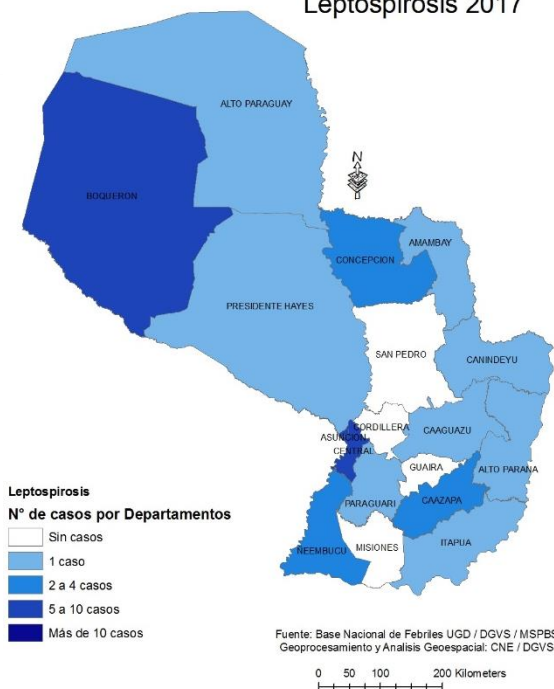 Leptospirosis 2017
ALTO PARAGUAY
N
BOQUERON
AMAMBAY
CONCEPCION
PRESIDENTE HAYES
SAN PEDRO
CANINDEYU
CORDILLERA
CAAGUAZU
ASUNCION
CENTRAL
GUAIRA
ALTO PARANA
PARAGUARI
CAAZAPA
ÑEEMBUCU
MISIONES
ITAPUA
Leptospirosis
N° de casos por Departamentos
Sin casos
1 caso
2 a 4 casos
5 a 10 casos
Más de 10 casos
Fuente: Base Nacional de Febriles UGD / DGVS / MSPBS
Geoprocesamiento y Analisis Geoespacial: CNE / DGVS
0 50 100 200 Kilometers